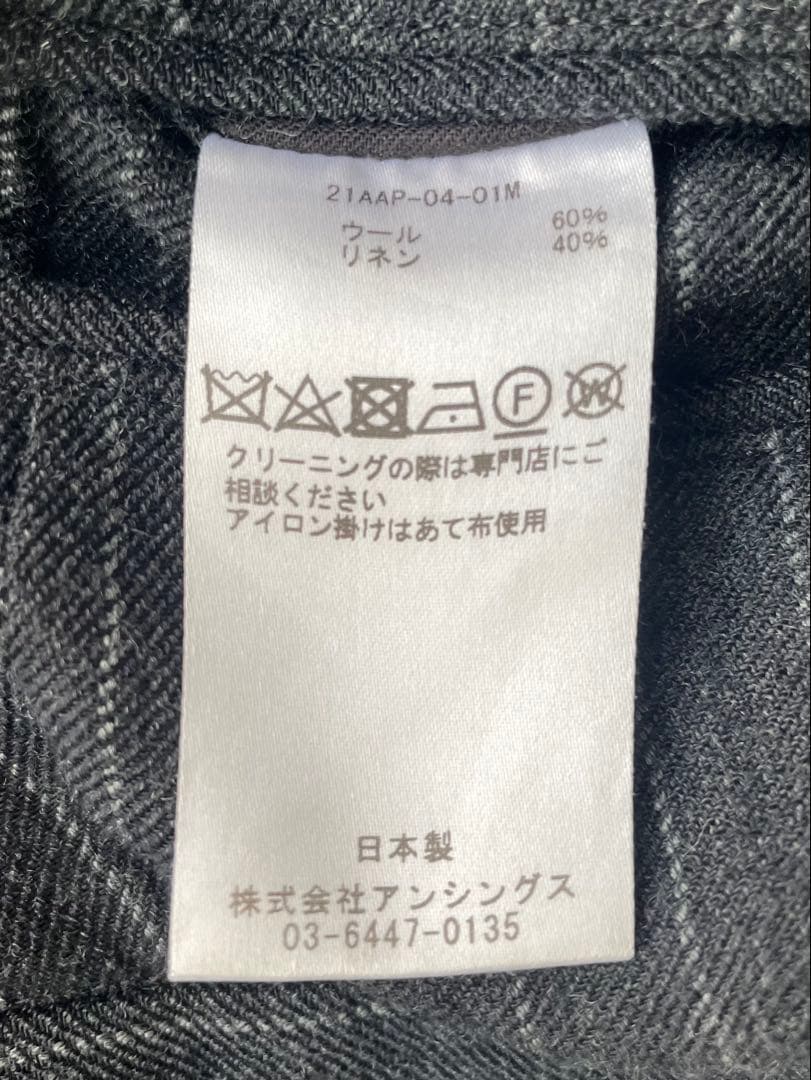 21AAP-04-01M
ウール 60%
リネン 40%
F W
クリーニングの際は専門店にご
相談ください
アイロン掛けはあて布使用
日本製
株式会社アンシングス
03-6447-0135